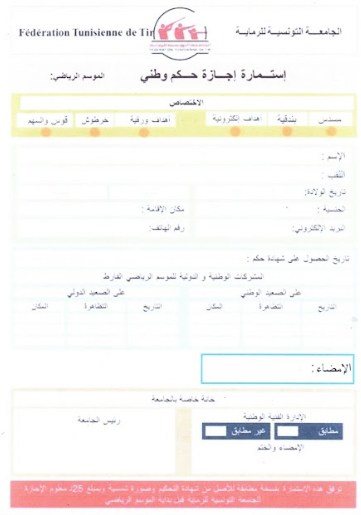 Fédération Tunisienne de Tir
الجامعة التونسية للرماية
إستمارة إجازة حكم وطني
الموسم الرياضي:
الاختصاص
مسدس بندقية أهداف إلكترونية أهداف ورقية خرطوش قوس والسهم
الإسم :
اللقب :
تاريخ الولادة:
الجنسية : مكان الاقامة :
البريد الإلكتروني: رقم الهاتف:
تاريخ الحصول على شهادة حكم :
المشاركات الوطنية و الدولية للموسم الرياضي الفارط
على الصعيد الوطني على الصعيد الدولي
التاريخ التظاهرة المكان التاريخ التظاهرة المكان
الإمضاء:
خانة خاصة بالجامعة
الإدارة الفنية الوطنية رئيس الجامعة
مطابق غير مطابق
الإمضاء والختم
ترفق هذه الاستمارة بنسخة مطابقة للأصل من شهادة التحكيم وصورة شمسية ومبلغ 25د معلوم الإجازة
الجامعة التونسية للرماية قبل بداية الموسم الرياضي